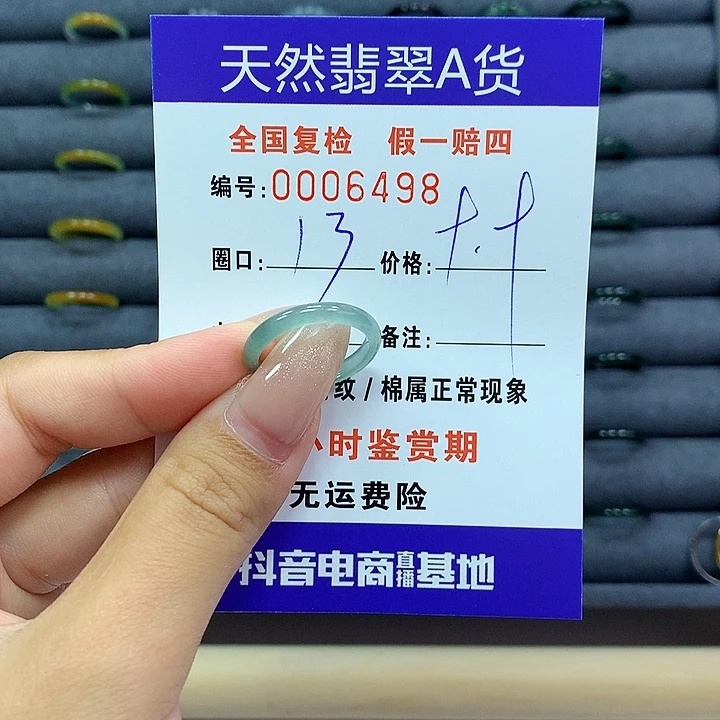 天然翡翠A货
全国复检 假一赔四
编号:0006498
圈口:13 价格:
备注:
纹/棉属正常现象
小时鉴赏期
无运费险
抖音电商直播基地